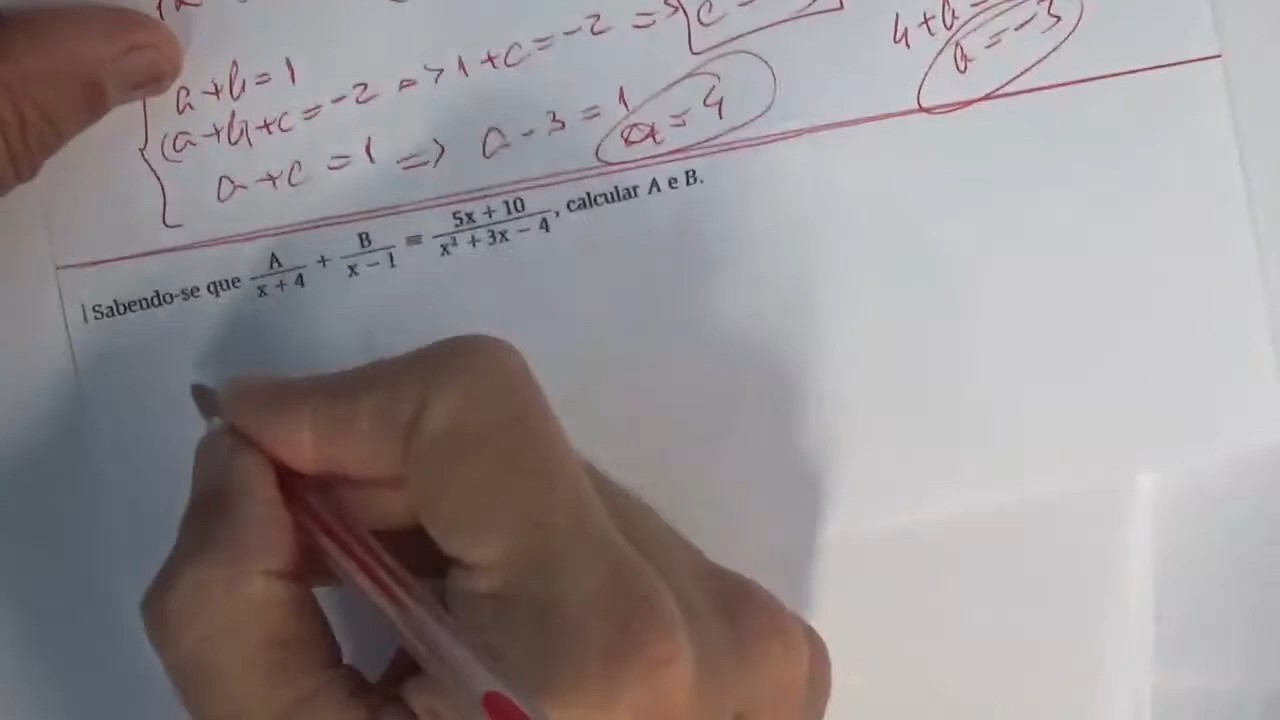 a+b=1
(a+b)+c=-2 => 1+c=-2 =>
4+b=
b=-3
a+c=1 => a-3=1
a=4
Sabendo-se que A/(x + 4) + B/(x − 1) ≡ (5x + 10)/(x² + 3x − 4), calcular A e B.